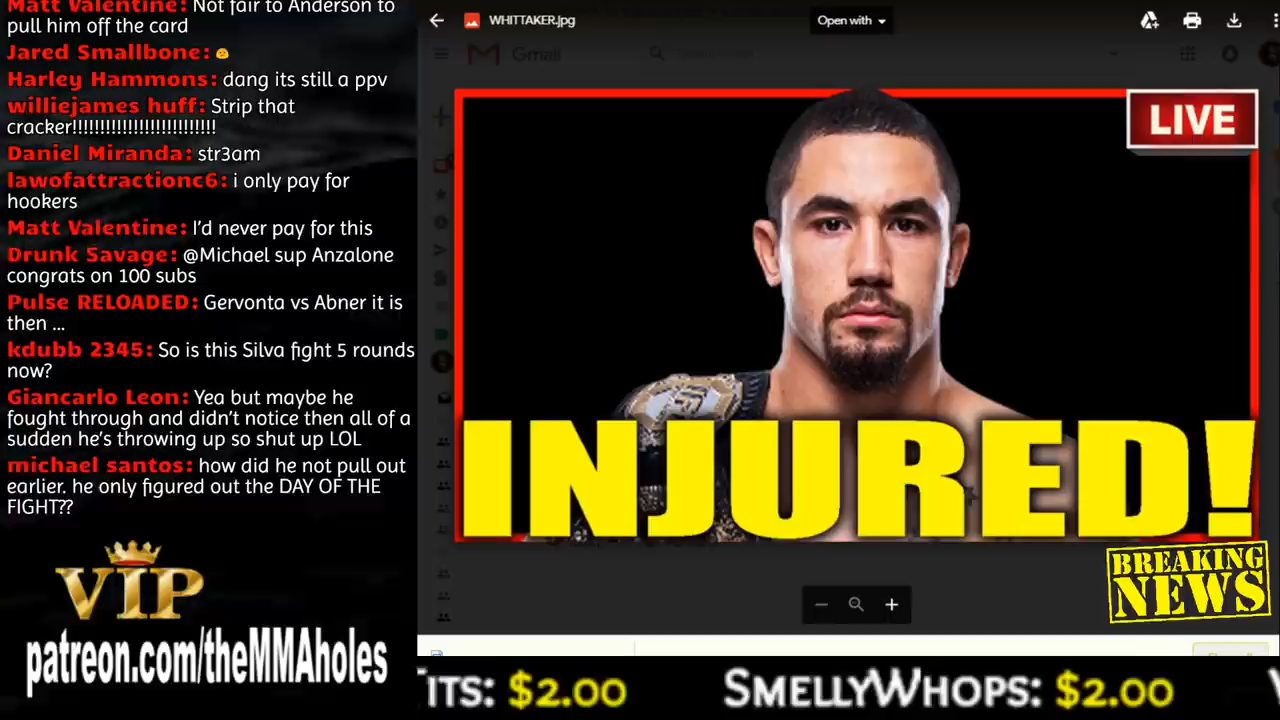 Matt Valentine: Not fair to Anderson to
pull him off the card
Jared Smallbone:
Harley Hammons: dang its still a ppv
williejames huff: Strip that
cracker!!!!!!!!!!!!!!!!!!!!!!!!!!
Daniel Miranda: str3am
lawofattractionc6: i only pay for
hookers
Matt Valentine: I'd never pay for this
Drunk Savage: @Michael sup Anzalone
congrats on 100 subs
Pulse RELOADED: Gervonta vs Abner it is
then ...
kdubb 2345: So is this Silva fight 5 rounds
now?
Giancarlo Leon: Yea but maybe he
fought through and didn't notice then all of a
sudden he's throwing up so shut up LOL
michael santos: how did he not pull out
earlier. he only figured out the DAY OF THE
FIGHT??
VIP
patreon.com/theMMAholes
WHITTAKER.jpg
Open with
Gmail
LIVE
INJURED!
BREAKING
NEWS
ITS: $2.00 SMELLYWHOPS: $2.00